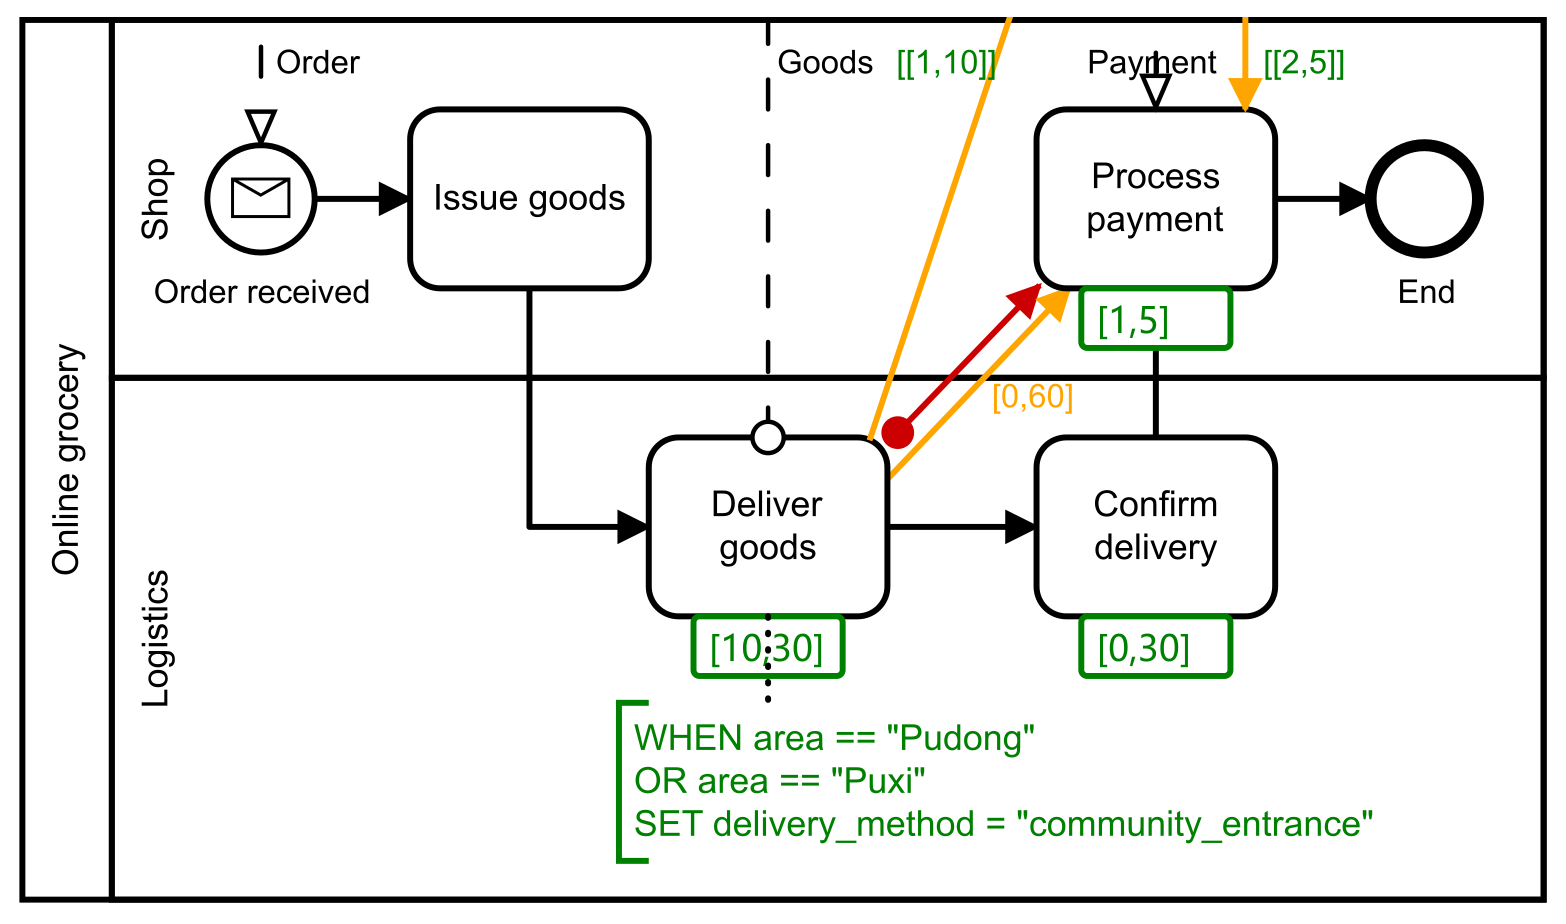 Order
Goods
[[1,10]]
Payment
[[2,5]]
Online grocery
Shop
Order received
Issue goods
Process
payment
[1,5]
End
[0,60]
Logistics
Deliver
goods
[10,30]
Confirm
delivery
[0,30]
WHEN area == "Pudong"
OR area == "Puxi"
SET delivery_method = "community_entrance"